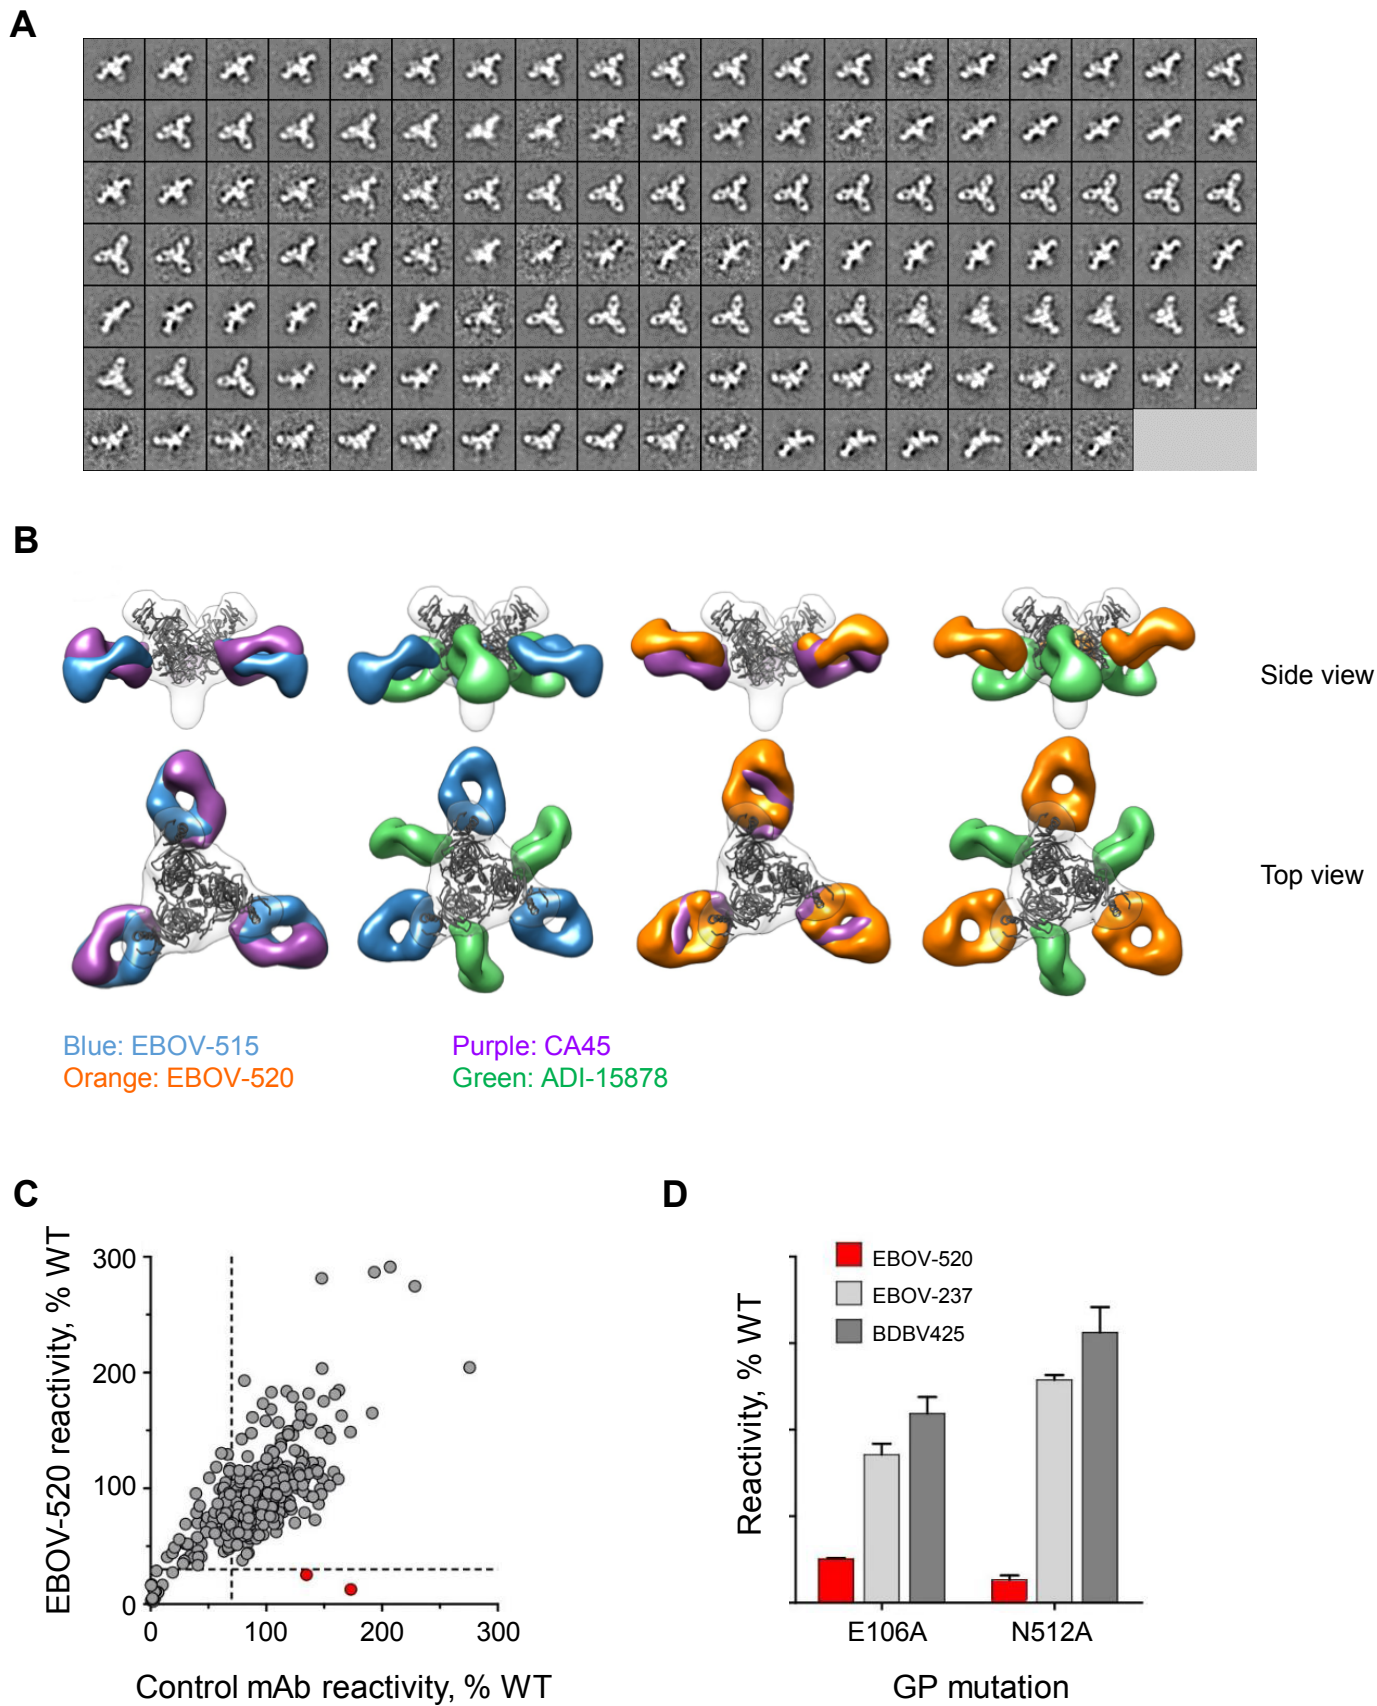 A
B
Side view
Top view
Blue: EBOV-515
Purple: CA45
Orange: EBOV-520
Green: ADI-15878
C
D
EBOV-520 reactivity, % WT
300
200
100
0
0
100
200
300
Control mAb reactivity, % WT
Reactivity, % WT
EBOV-520
EBOV-237
BDBV425
E106A
N512A
GP mutation